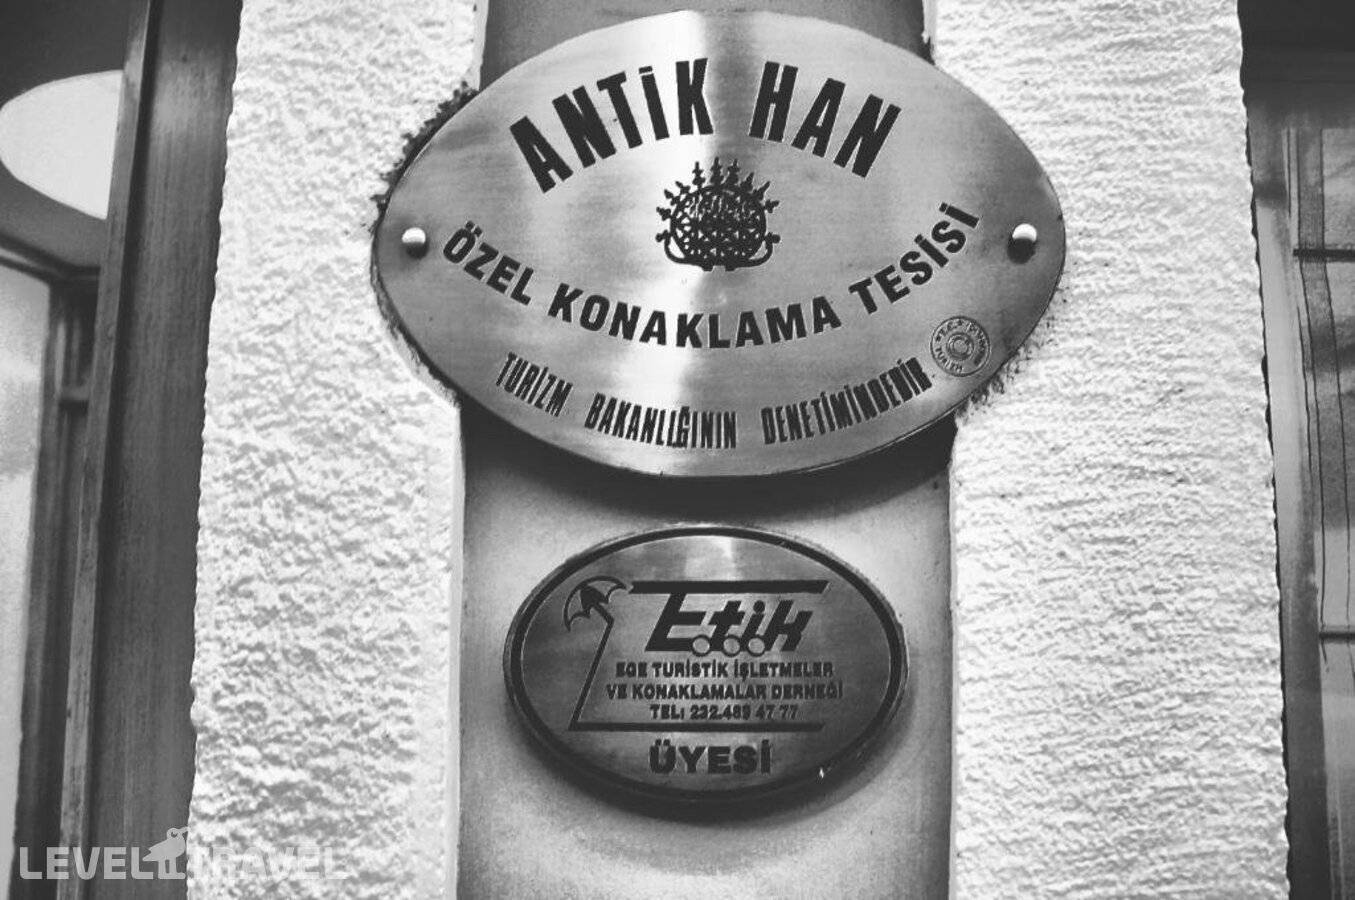 ANTİK HAN
ÖZEL KONAKLAMA TESİSİ
TURİZM BAKANLIĞININ DENETİMİNDEDİR
Etik
EGE TURİSTİK İŞLETMELER
VE KONAKLAMALAR DERNEĞİ
TEL: 232.489 47 77
ÜYESİ
LEVEL TRAVEL